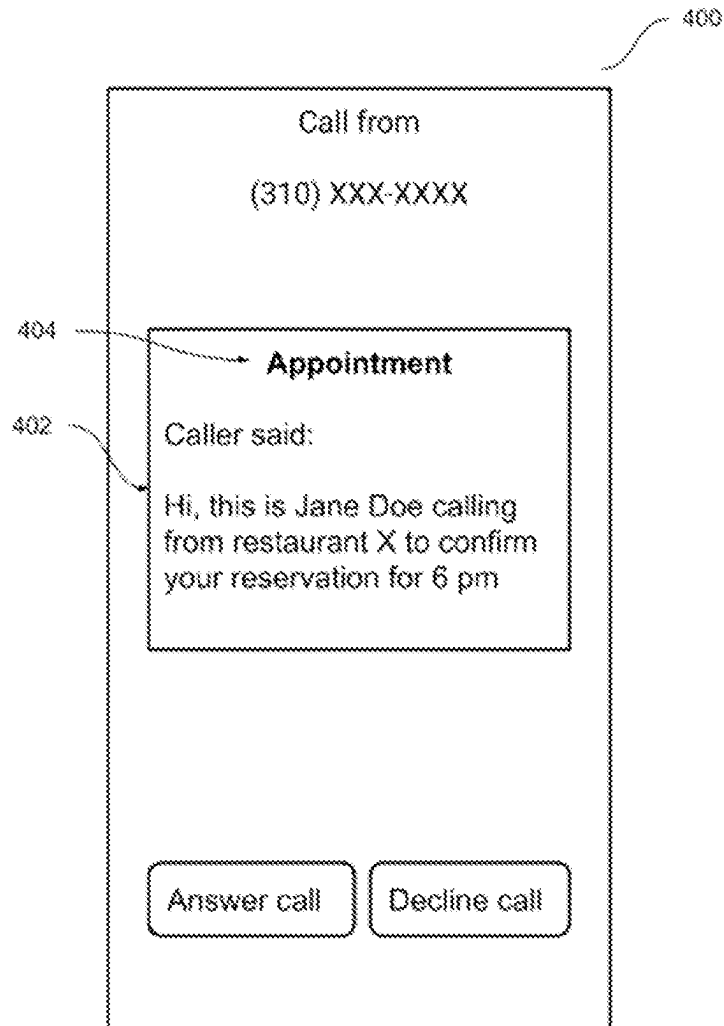 400
Call from
(310) XXX-XXXX
404
Appointment
402
Caller said:
Hi, this is Jane Doe calling
from restaurant X to confirm
your reservation for 6 pm
Answer call
Decline call